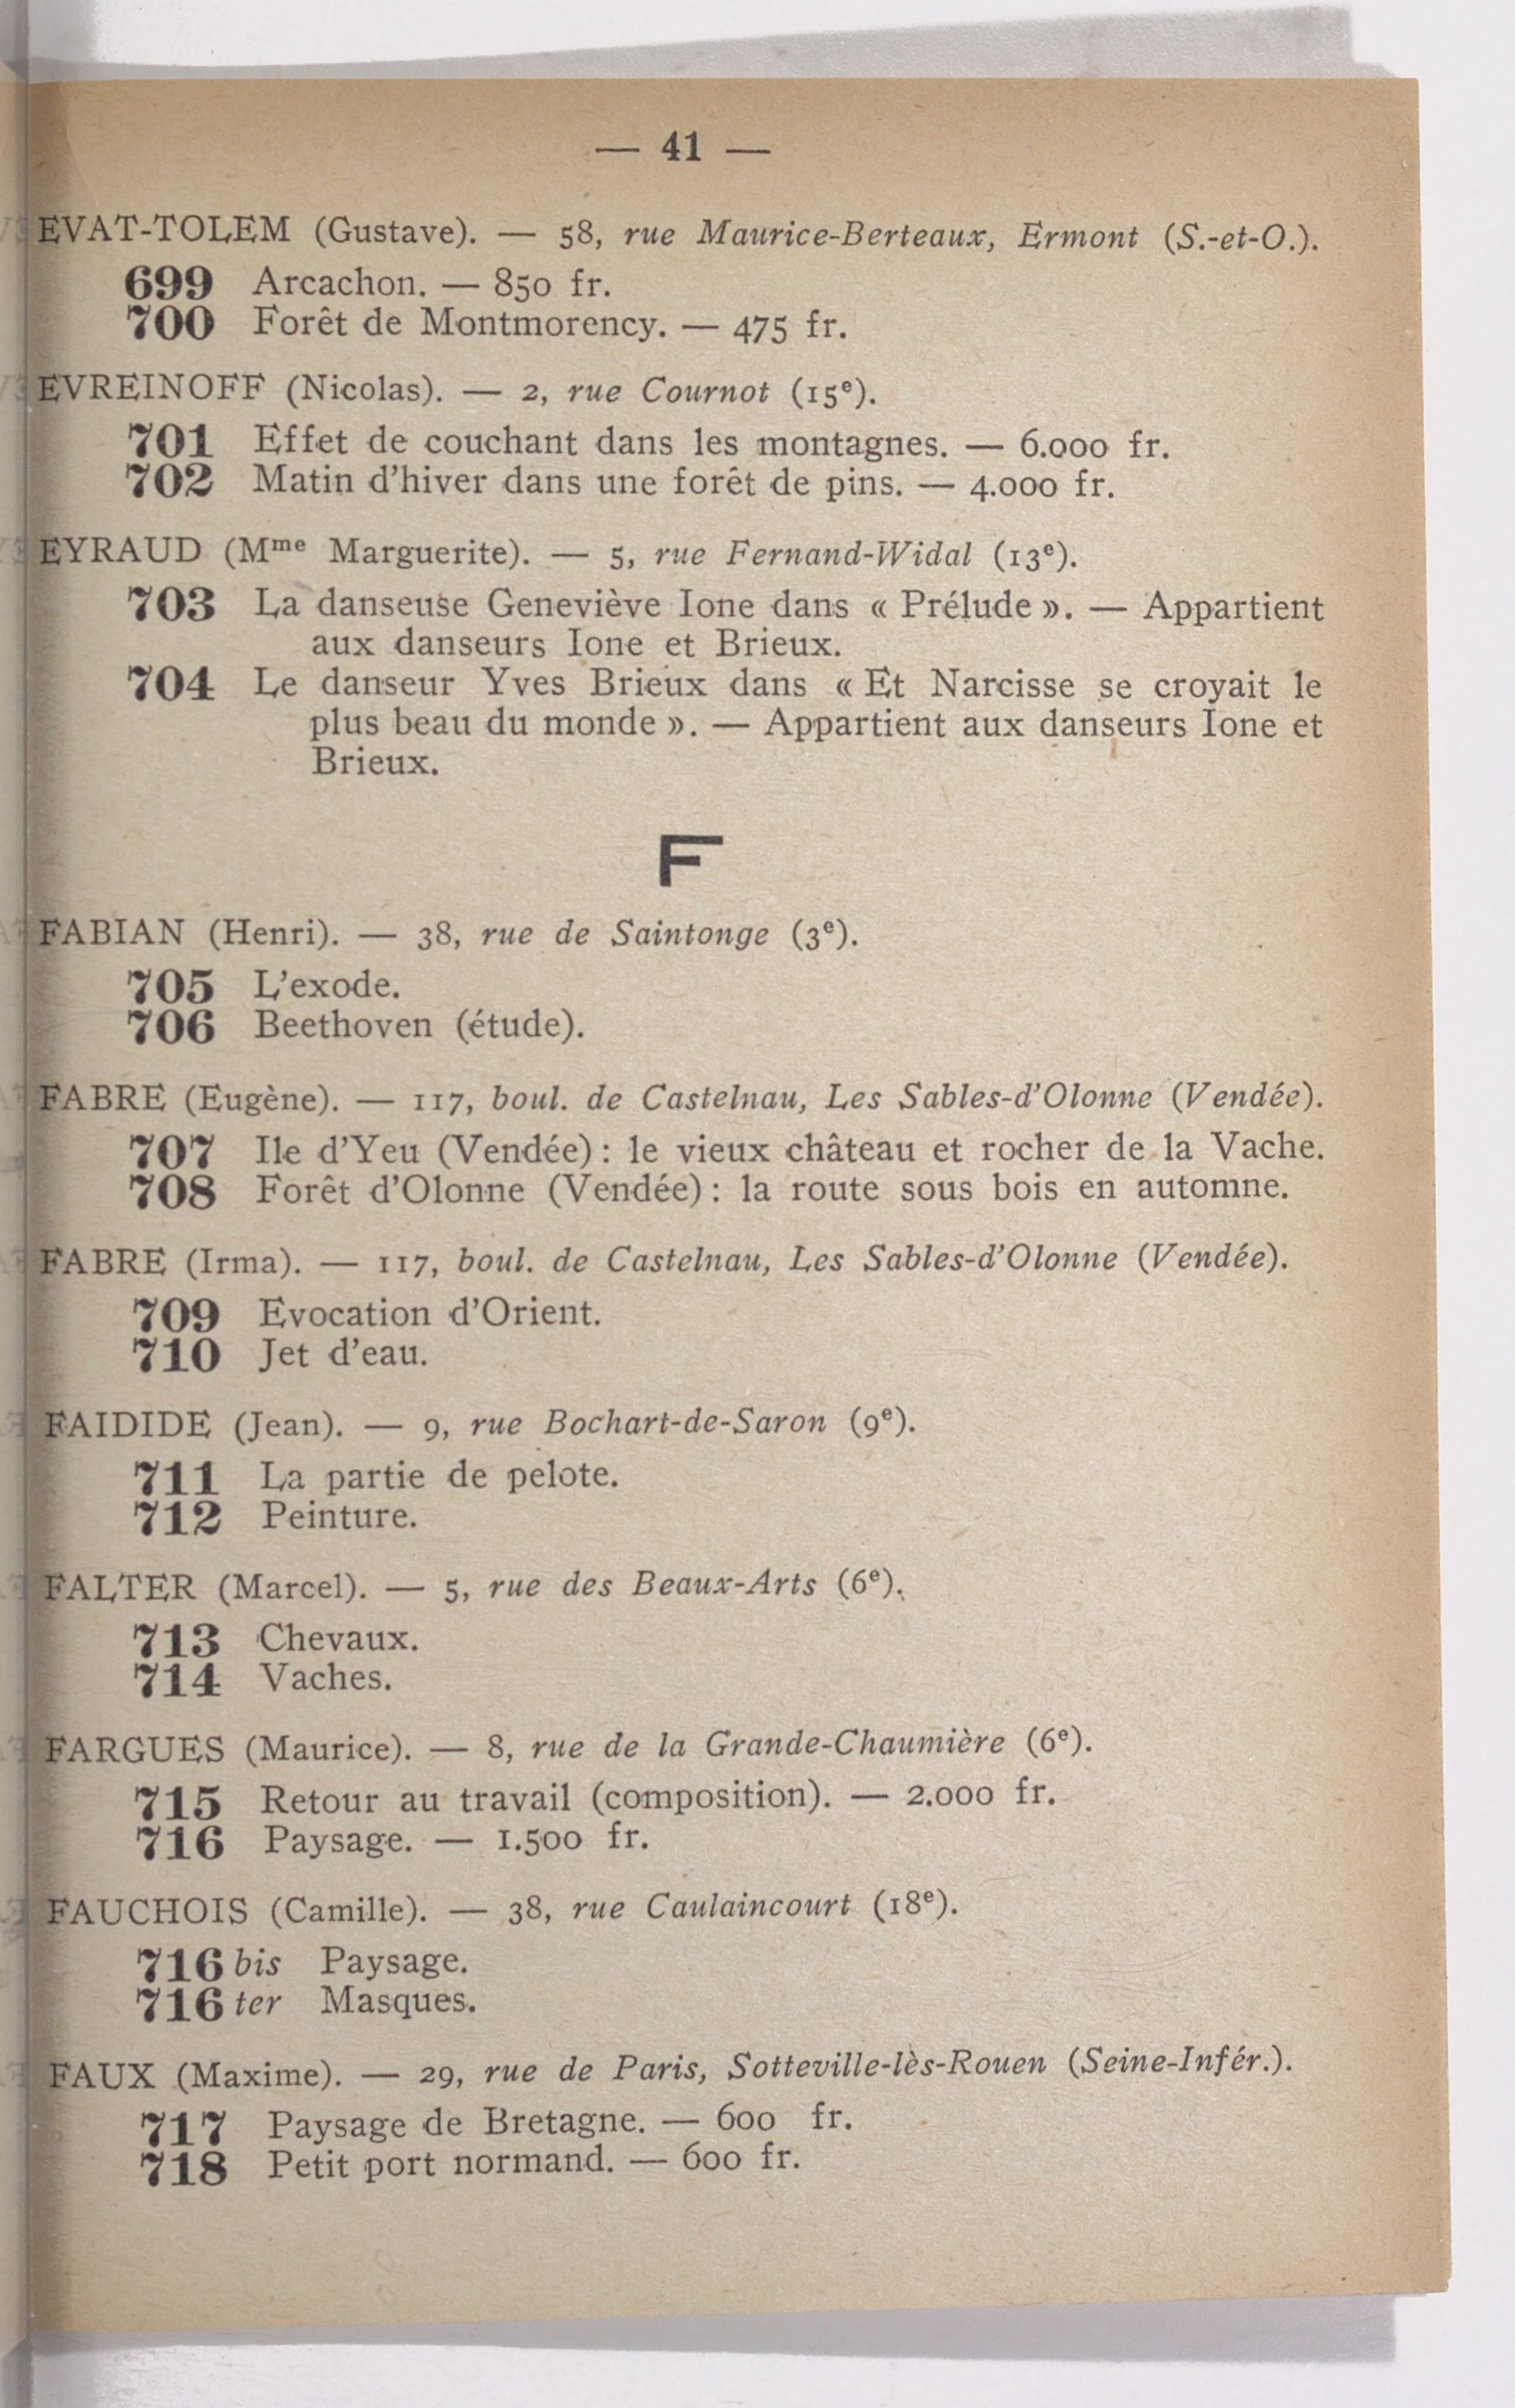 — 41 —
EVAT-TOLEM (Gustave). — 58, rue Maurice-Berteaux, Ermont (S.-et-O.).
699 Arcachon. — 850 fr.
700 Forêt de Montmorency. — 475 fr.
EVREINOFF (Nicolas). — 2, rue Cournot (15e).
701 Effet de couchant dans les montagnes. — 6.000 fr.
702 Matin d'hiver dans une forêt de pins. — 4.000 fr.
EYRAUD (Mme Marguerite). — 5, rue Fernand-Widal (13e).
703 La danseuse Geneviève Ione dans « Prélude ». — Appartient
aux danseurs Ione et Brieux.
704 Le danseur Yves Brieux dans « Et Narcisse se croyait le
plus beau du monde ». — Appartient aux danseurs Ione et
Brieux.
F
FABIAN (Henri). — 38, rue de Saintonge (3e).
705 L'exode.
706 Beethoven (étude).
FABRE (Eugène). — 117, boul. de Castelnau, Les Sables-d'Olonne (Vendée).
707 Ile d'Yeu (Vendée) : le vieux château et rocher de la Vache.
708 Forêt d'Olonne (Vendée) : la route sous bois en automne.
FABRE (Irma). — 117, boul. de Castelnau, Les Sables-d'Olonne (Vendée).
709 Evocation d'Orient.
710 Jet d'eau.
FAIDIDE (Jean). — 9, rue Bochart-de-Saron (9e).
711 La partie de pelote.
712 Peinture.
FALTER (Marcel). — 5, rue des Beaux-Arts (6e).
713 Chevaux.
714 Vaches.
FARGUES (Maurice). — 8, rue de la Grande-Chaumière (6e).
715 Retour au travail (composition). — 2.000 fr.
716 Paysage. — 1.500 fr.
FAUCHOIS (Camille). — 38, rue Caulaincourt (18e).
716 bis Paysage.
716 ter Masques.
FAUX (Maxime). — 29, rue de Paris, Sotteville-lès-Rouen (Seine-Infér.).
717 Paysage de Bretagne. — 600 fr.
718 Petit port normand. — 600 fr.